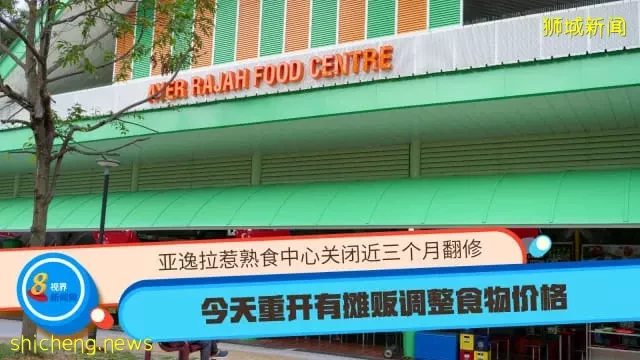 狮城新闻
AYER RAJAH FOOD CENTRE
亚逸拉惹熟食中心关闭近三个月翻修
8视界
新闻网
今天重开有摊贩调整食物价格
shicheng.news